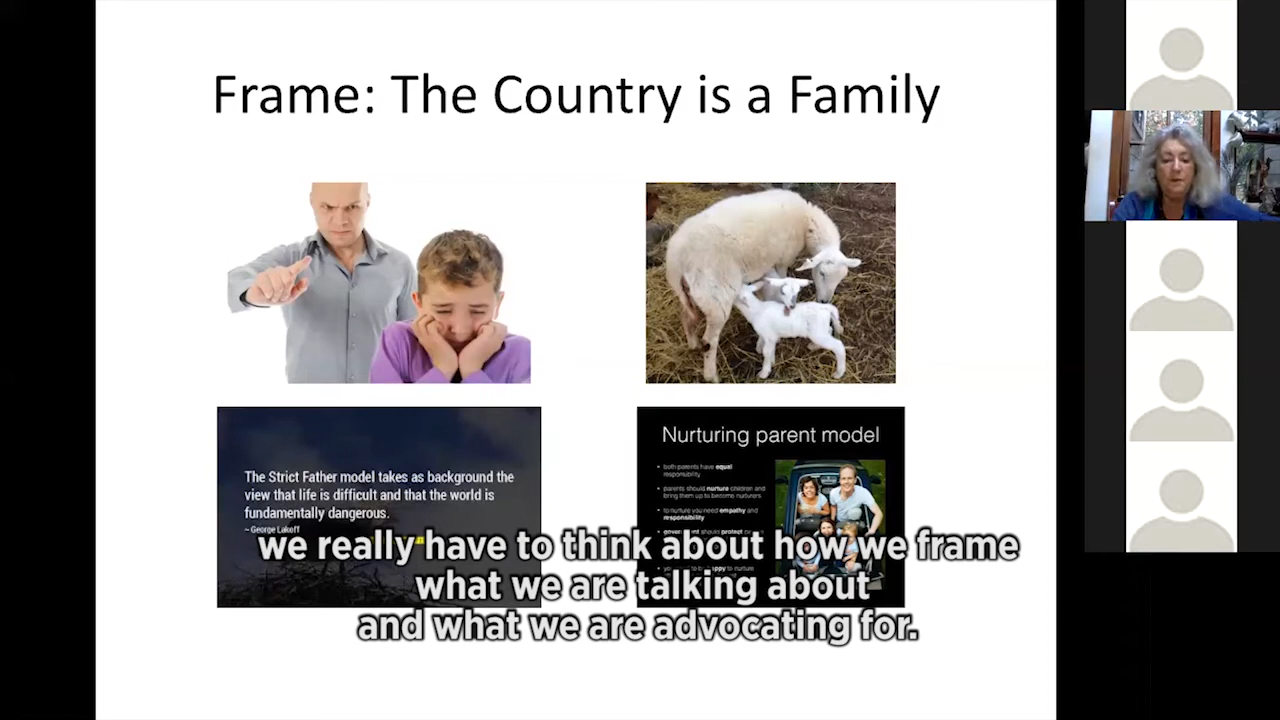 Frame: The Country is a Family
The Strict Father model takes as background the
view that life is difficult and that the world is
fundamentally dangerous.
~ George Lakoff
Nurturing parent model
• both parents have equal
responsibility
• parents should nurture children and
bring them up to become nurturers
• to nurture you need empathy and
responsibility
should protect
to nurture
we really have to think about how we frame
what we are talking about
and what we are advocating for.